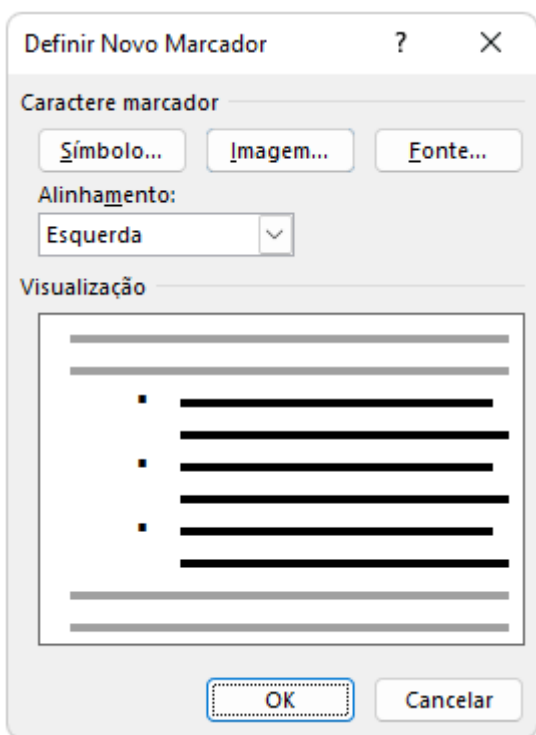 Definir Novo Marcador ?
Caractere marcador
Símbolo... Imagem... Fonte...
Alinhamento:
Esquerda
Visualização
OK Cancelar